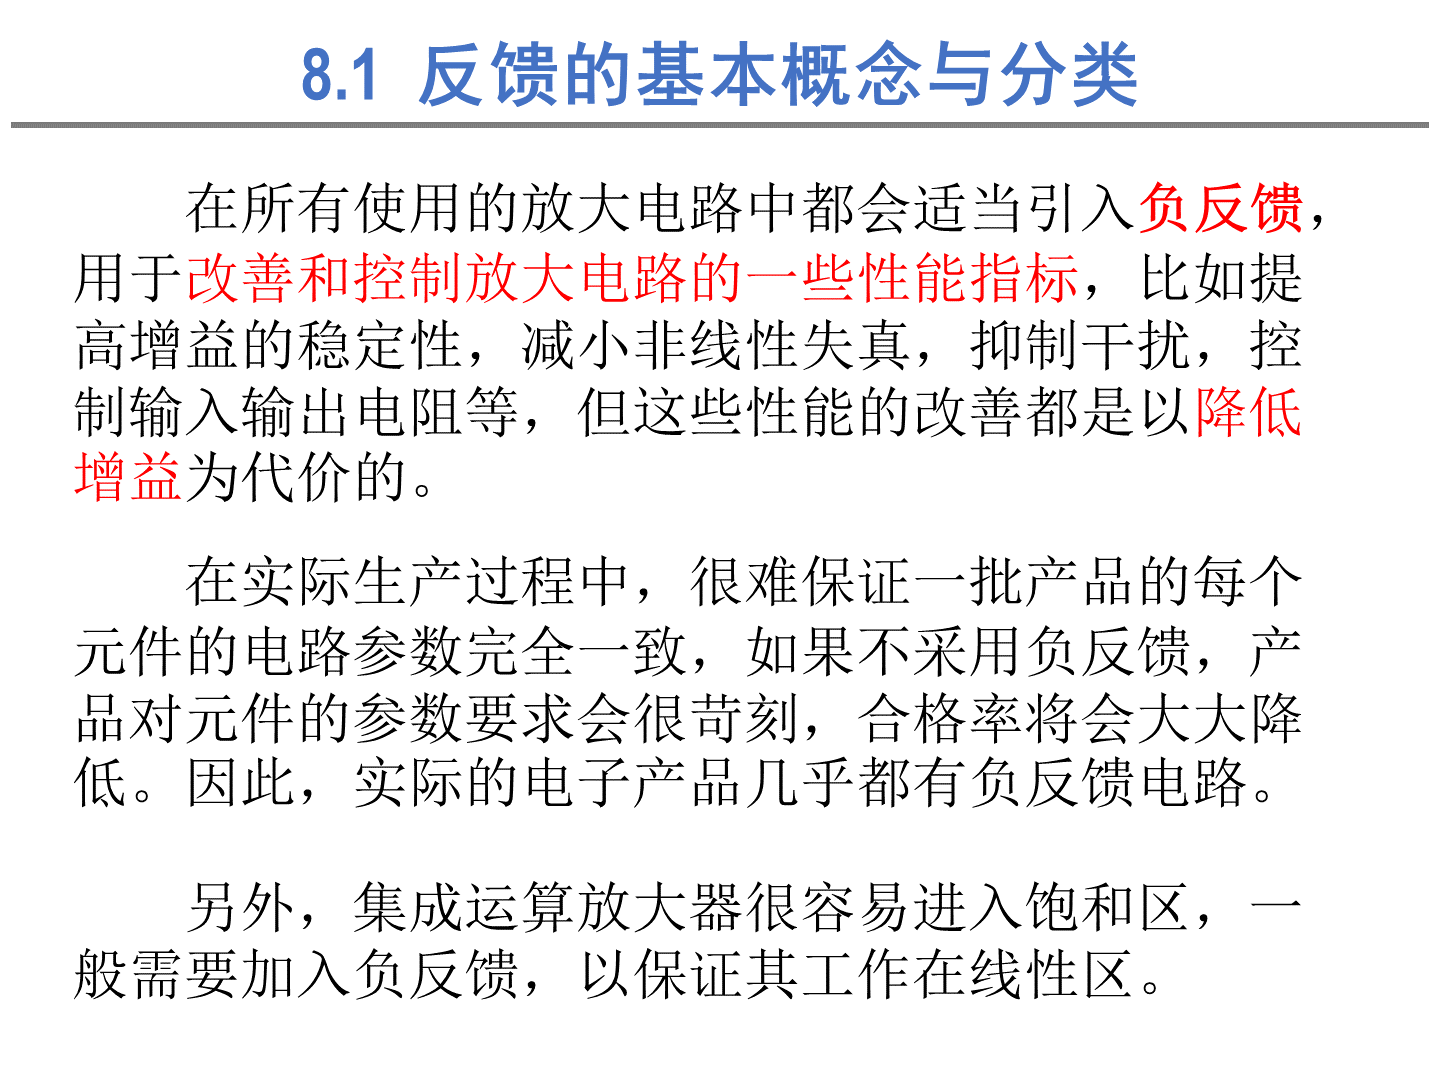 8.1 反馈的基本概念与分类
在所有使用的放大电路中都会适当引入负反馈，
用于改善和控制放大电路的一些性能指标，比如提
高增益的稳定性，减小非线性失真，抑制干扰，控
制输入输出电阻等，但这些性能的改善都是以降低
增益为代价的。
在实际生产过程中，很难保证一批产品的每个
元件的电路参数完全一致，如果不采用负反馈，产
品对元件的参数要求会很苛刻，合格率将会大大降
低。因此，实际的电子产品几乎都有负反馈电路。
另外，集成运算放大器很容易进入饱和区，一
般需要加入负反馈，以保证其工作在线性区。